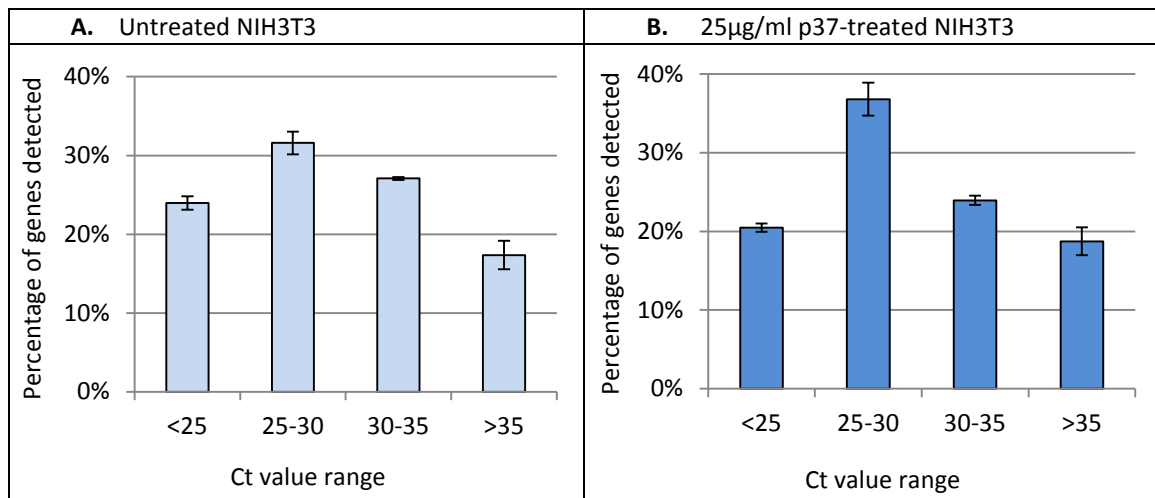 A. Untreated NIH3T3
Percentage of genes detected
40%
30%
20%
10%
0%
<25 25-30 30-35 >35
Ct value range
B. 25µg/ml p37-treated NIH3T3
Percentage of genes detected
40%
30%
20%
10%
0%
<25 25-30 30-35 >35
Ct value range